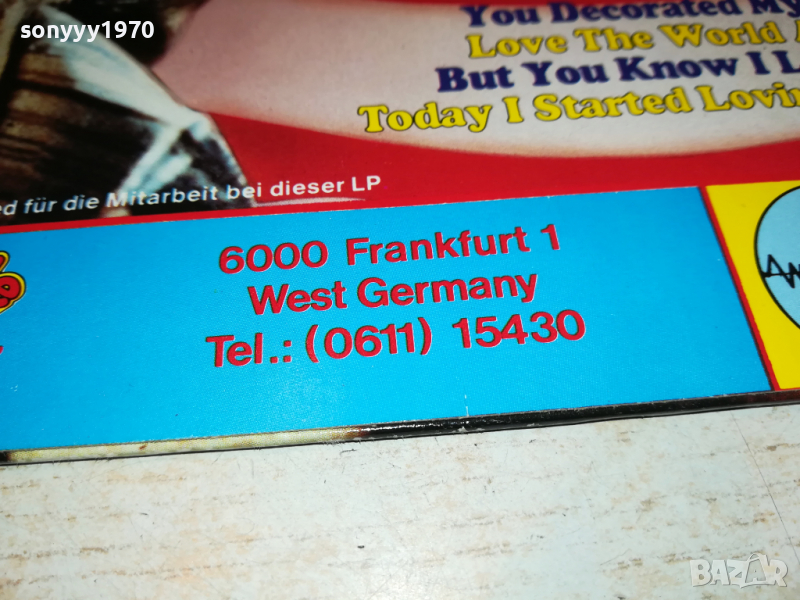 sonyyy1970
You Decorated My
Love The World
But You Know I
Today I Started
für die Mitarbeit bei dieser LP
6000 Frankfurt 1
West Germany
Tel.: (0611) 15430
BAZAR